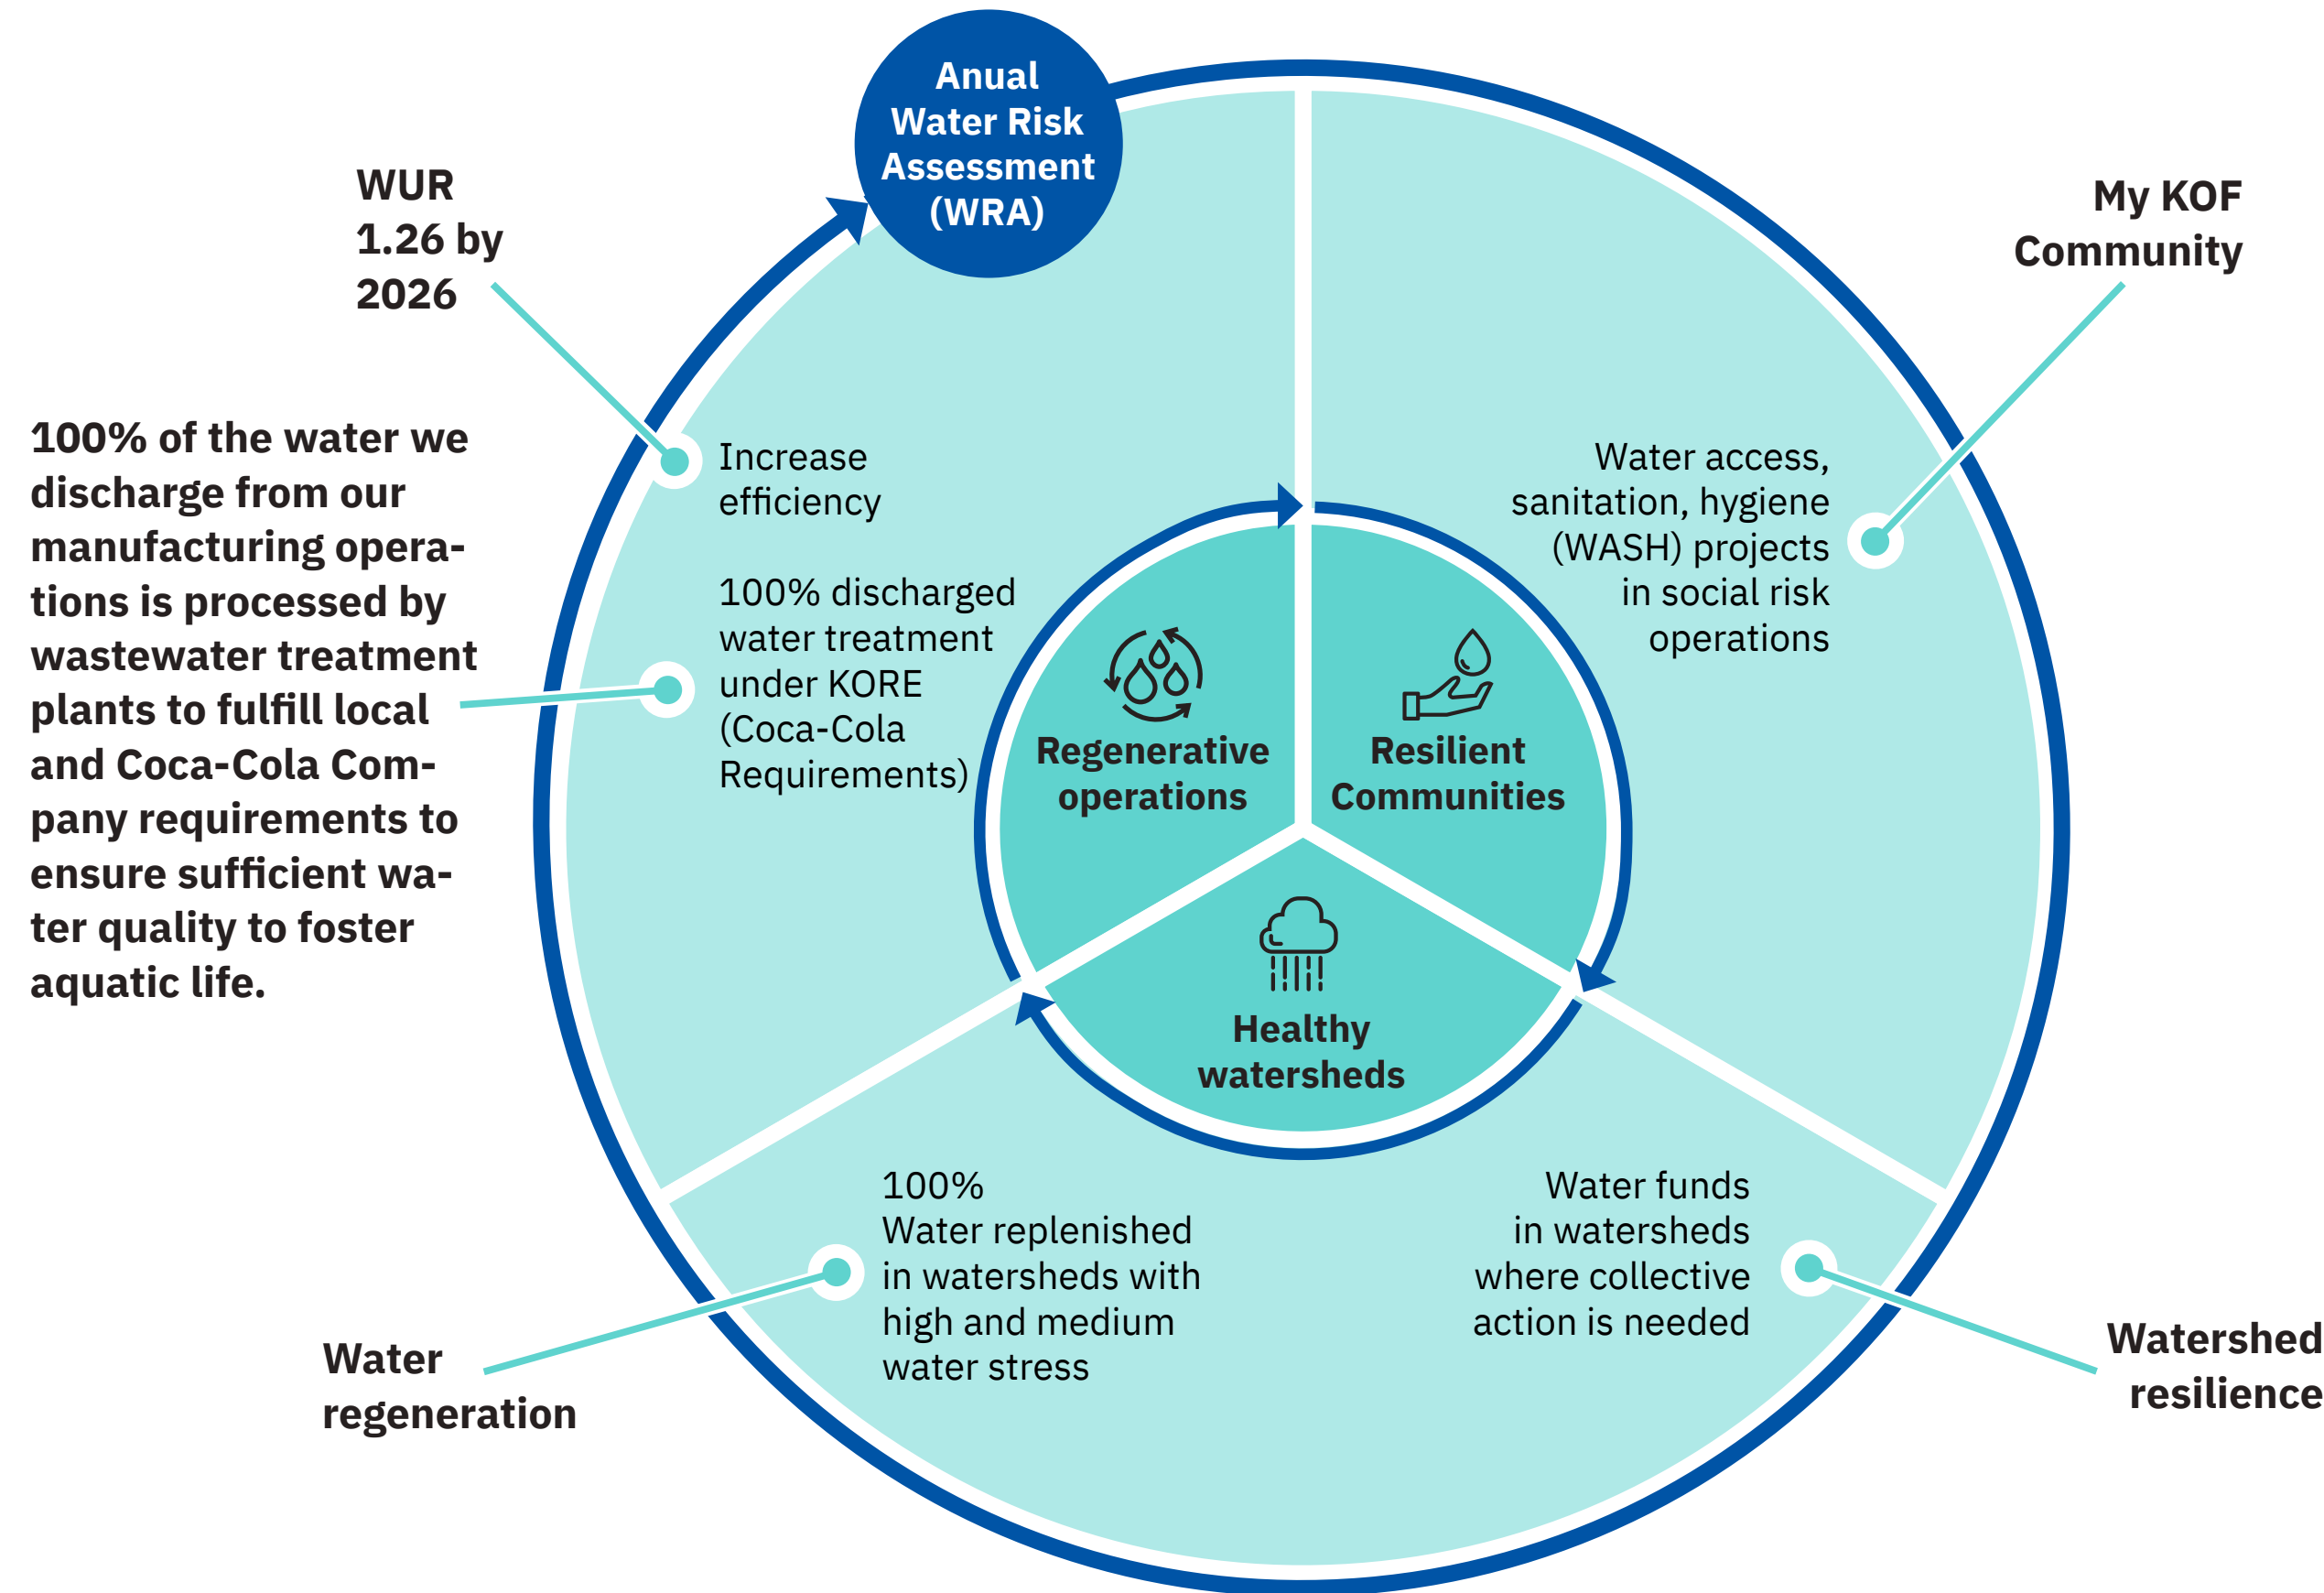 Anual
Water Risk
Assessment
(WRA)
WUR
1.26 by
2026
My KOF
Community
100% of the water we
discharge from our
manufacturing opera-
tions is processed by
wastewater treatment
plants to fulfill local
and Coca-Cola Com-
pany requirements to
ensure sufficient wa-
ter quality to foster
aquatic life.
Increase
efficiency
100% discharged
water treatment
under KORE
(Coca-Cola
Requirements)
Water access,
sanitation, hygiene
(WASH) projects
in social risk
operations
Regenerative
operations
Resilient
Communities
Healthy
watersheds
100%
Water replenished
in watersheds with
high and medium
water stress
Water funds
in watersheds
where collective
action is needed
Water
regeneration
Watershed
resilience